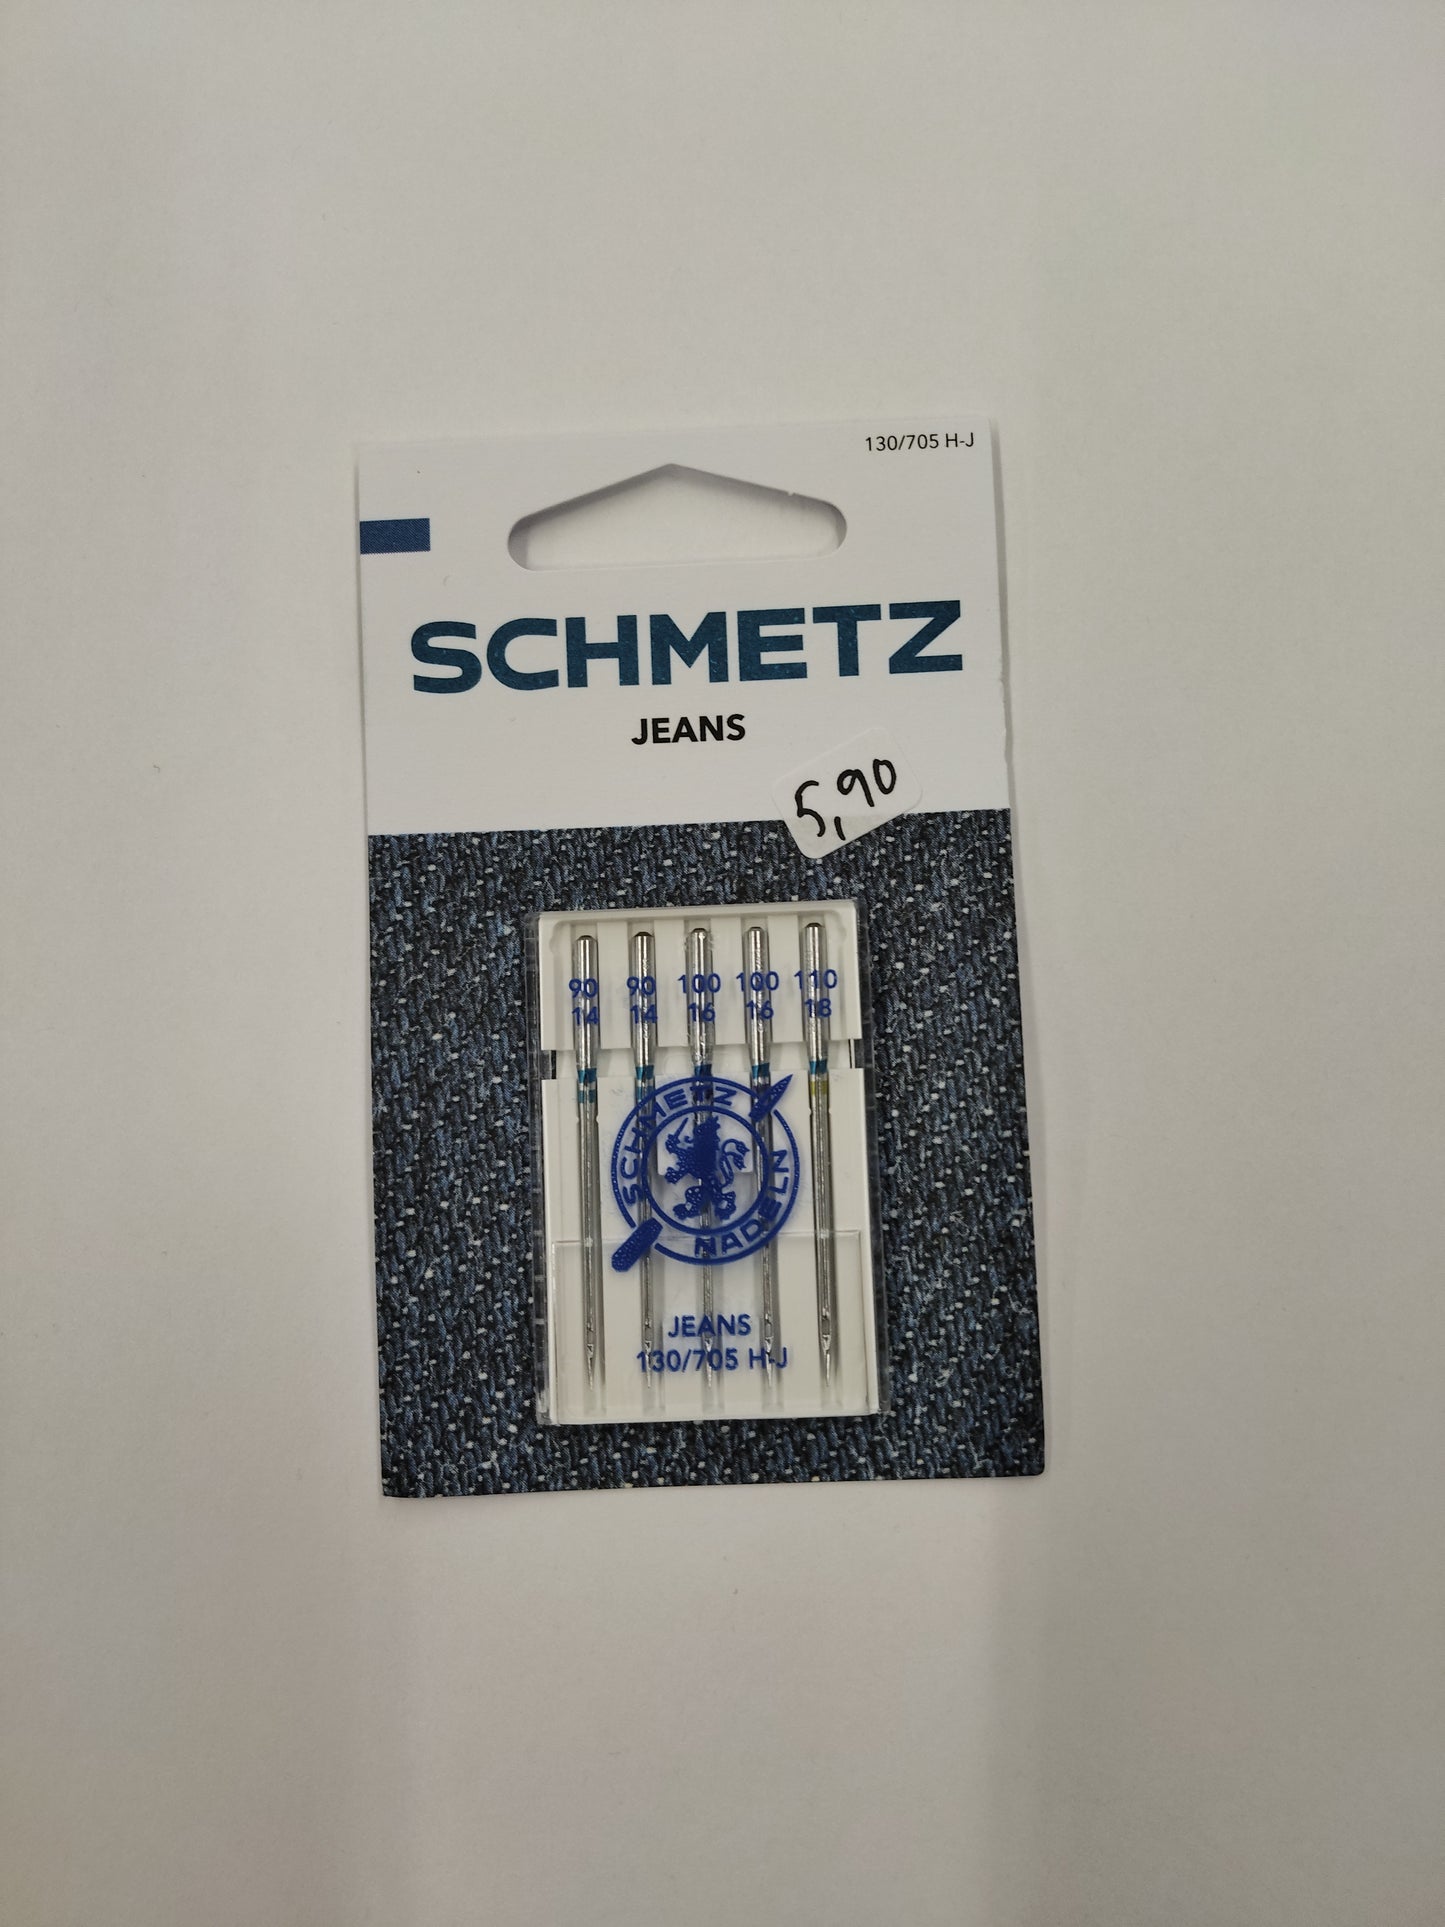 130/705 H-J
SCHMETZ
JEANS
5,90
90 90 100 100 110
14 14 16 16 18
SCHMETZ
NADELN
JEANS
130/705 H-J